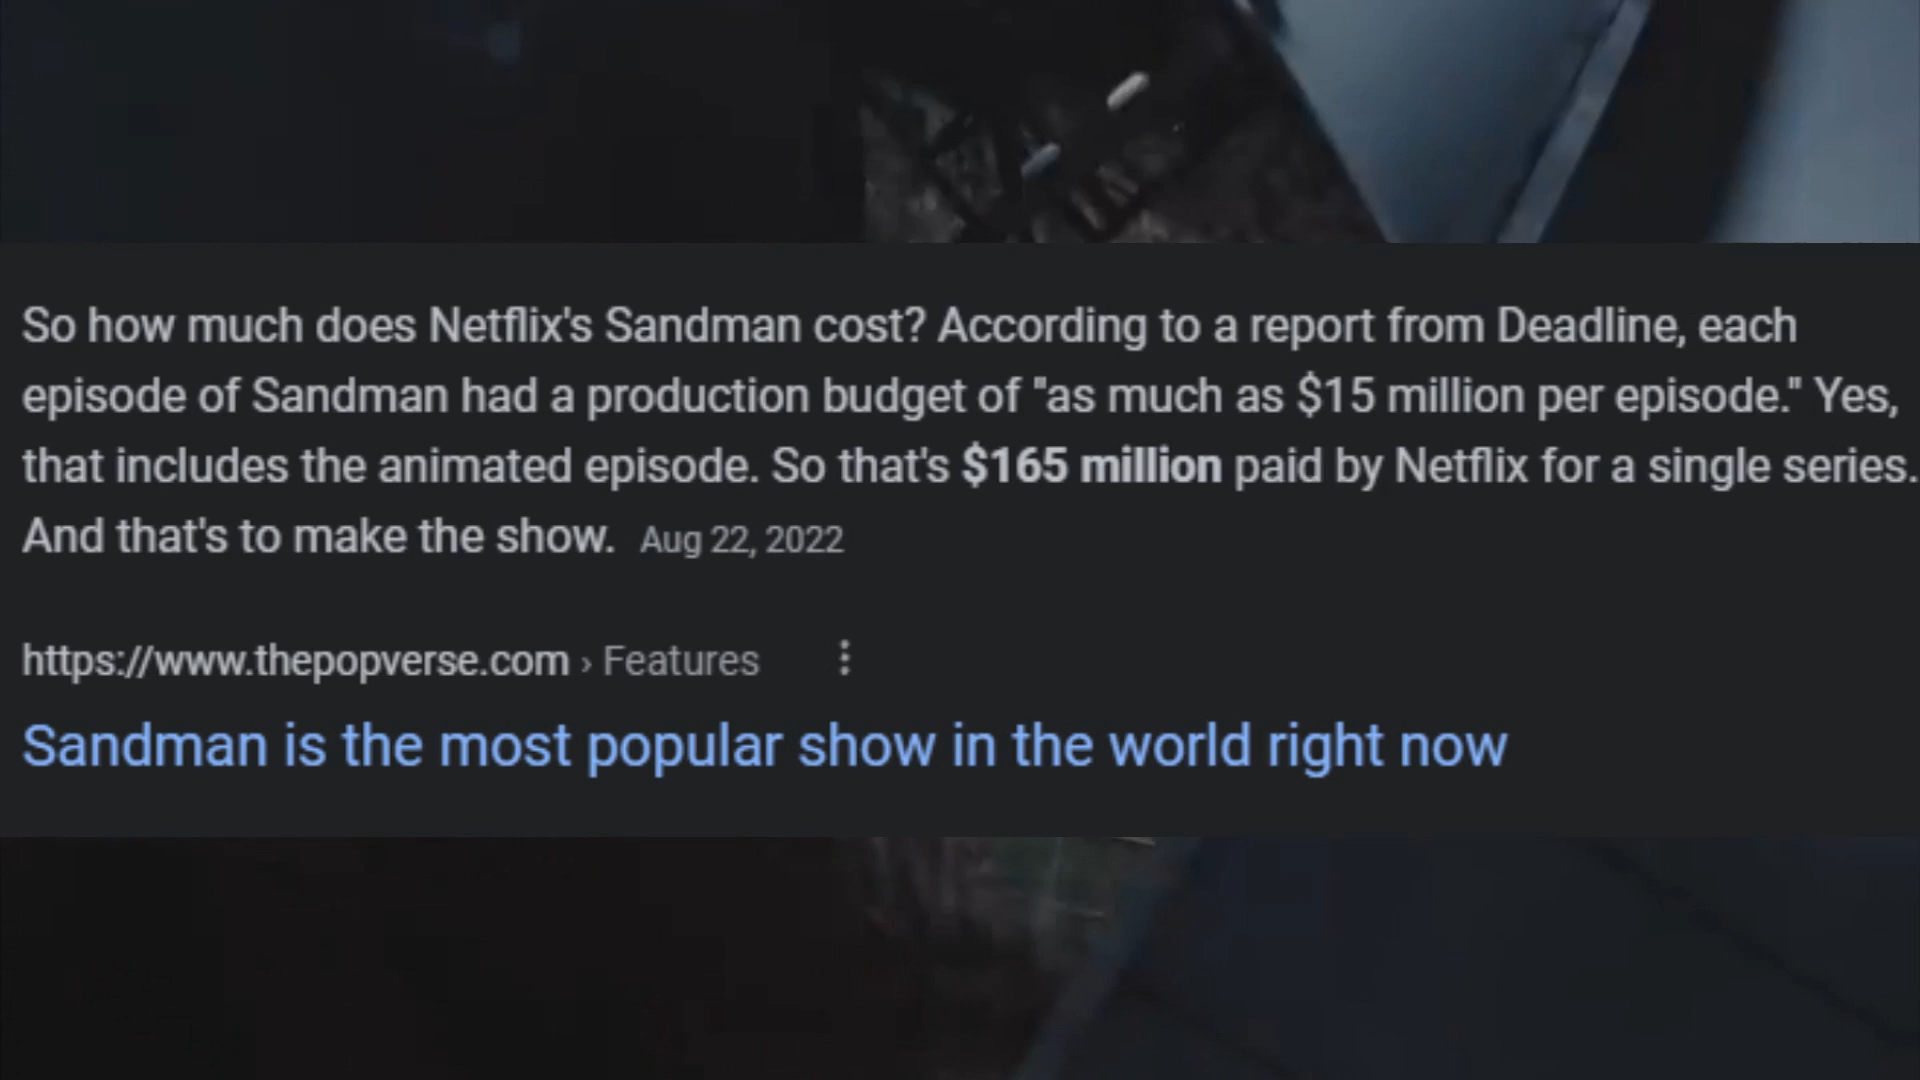 So how much does Netflix's Sandman cost? According to a report from Deadline, each
episode of Sandman had a production budget of "as much as $15 million per episode." Yes,
that includes the animated episode. So that's $165 million paid by Netflix for a single series.
And that's to make the show. Aug 22, 2022
https://www.thepopverse.com › Features
Sandman is the most popular show in the world right now